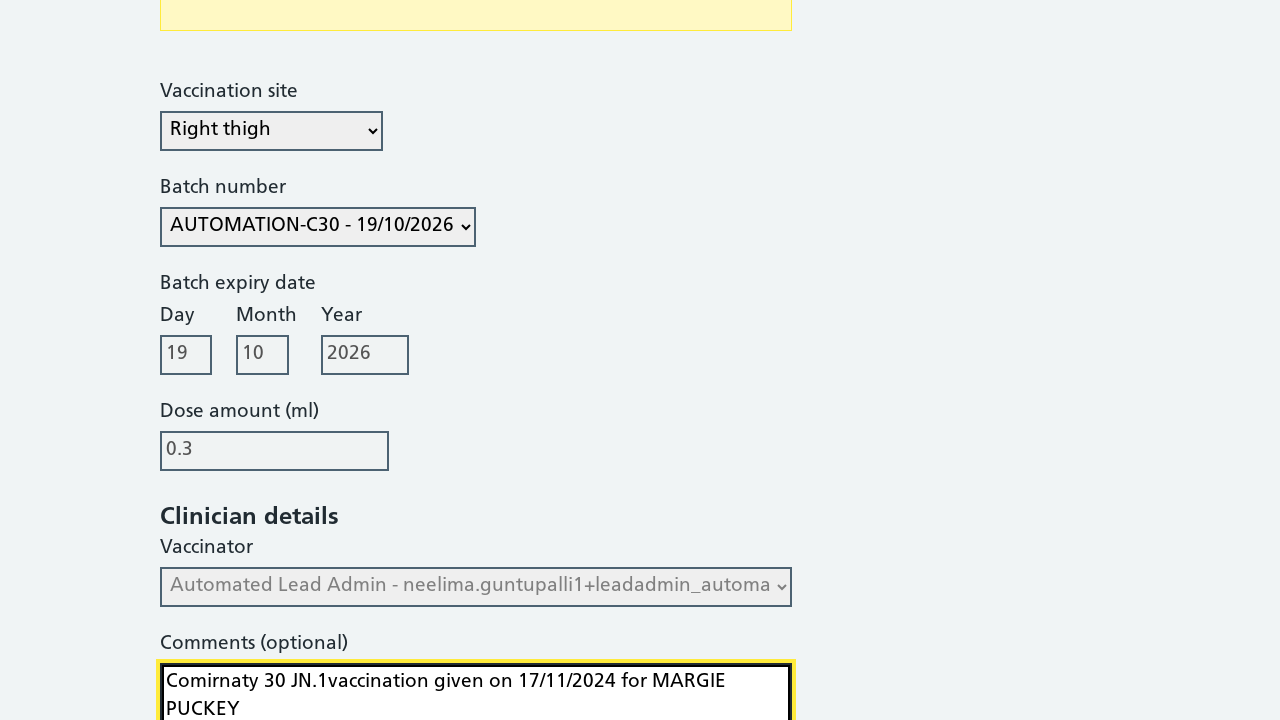 Vaccination site
Right thigh
Batch number
AUTOMATION-C30 - 19/10/2026
Batch expiry date
Day Month Year
19 10 2026
Dose amount (ml)
0.3
Clinician details
Vaccinator
Automated Lead Admin - neelima.guntupalli1+leadadmin_automa
Comments (optional)
Comirnaty 30 JN.1vaccination given on 17/11/2024 for MARGIE
PUCKEY